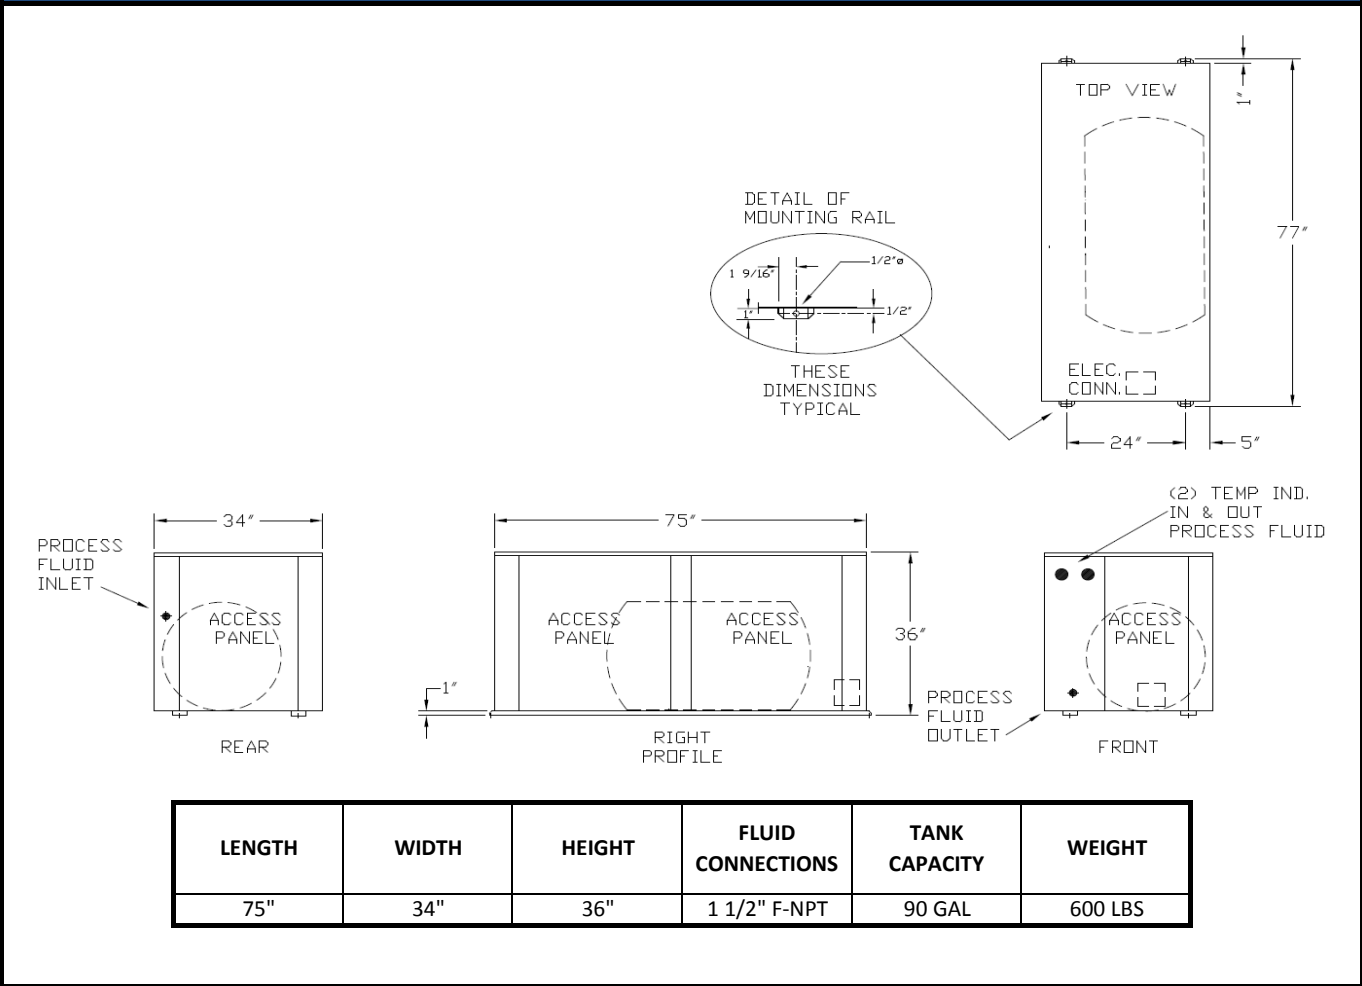 TOP VIEW
1"
77"
ELEC.
CONN.
24"
5"
DETAIL OF
MOUNTING RAIL
1 9/16"
1/2"ø
1"
1/2"
THESE
DIMENSIONS
TYPICAL
34"
PROCESS
FLUID
INLET
ACCESS
PANEL
REAR
75"
ACCESS
PANEL
ACCESS
PANEL
36"
1"
RIGHT
PROFILE
(2) TEMP IND.
IN & OUT
PROCESS FLUID
ACCESS
PANEL
PROCESS
FLUID
OUTLET
FRONT
LENGTH WIDTH HEIGHT FLUID CONNECTIONS TANK CAPACITY WEIGHT
75" 34" 36" 1 1/2" F-NPT 90 GAL 600 LBS